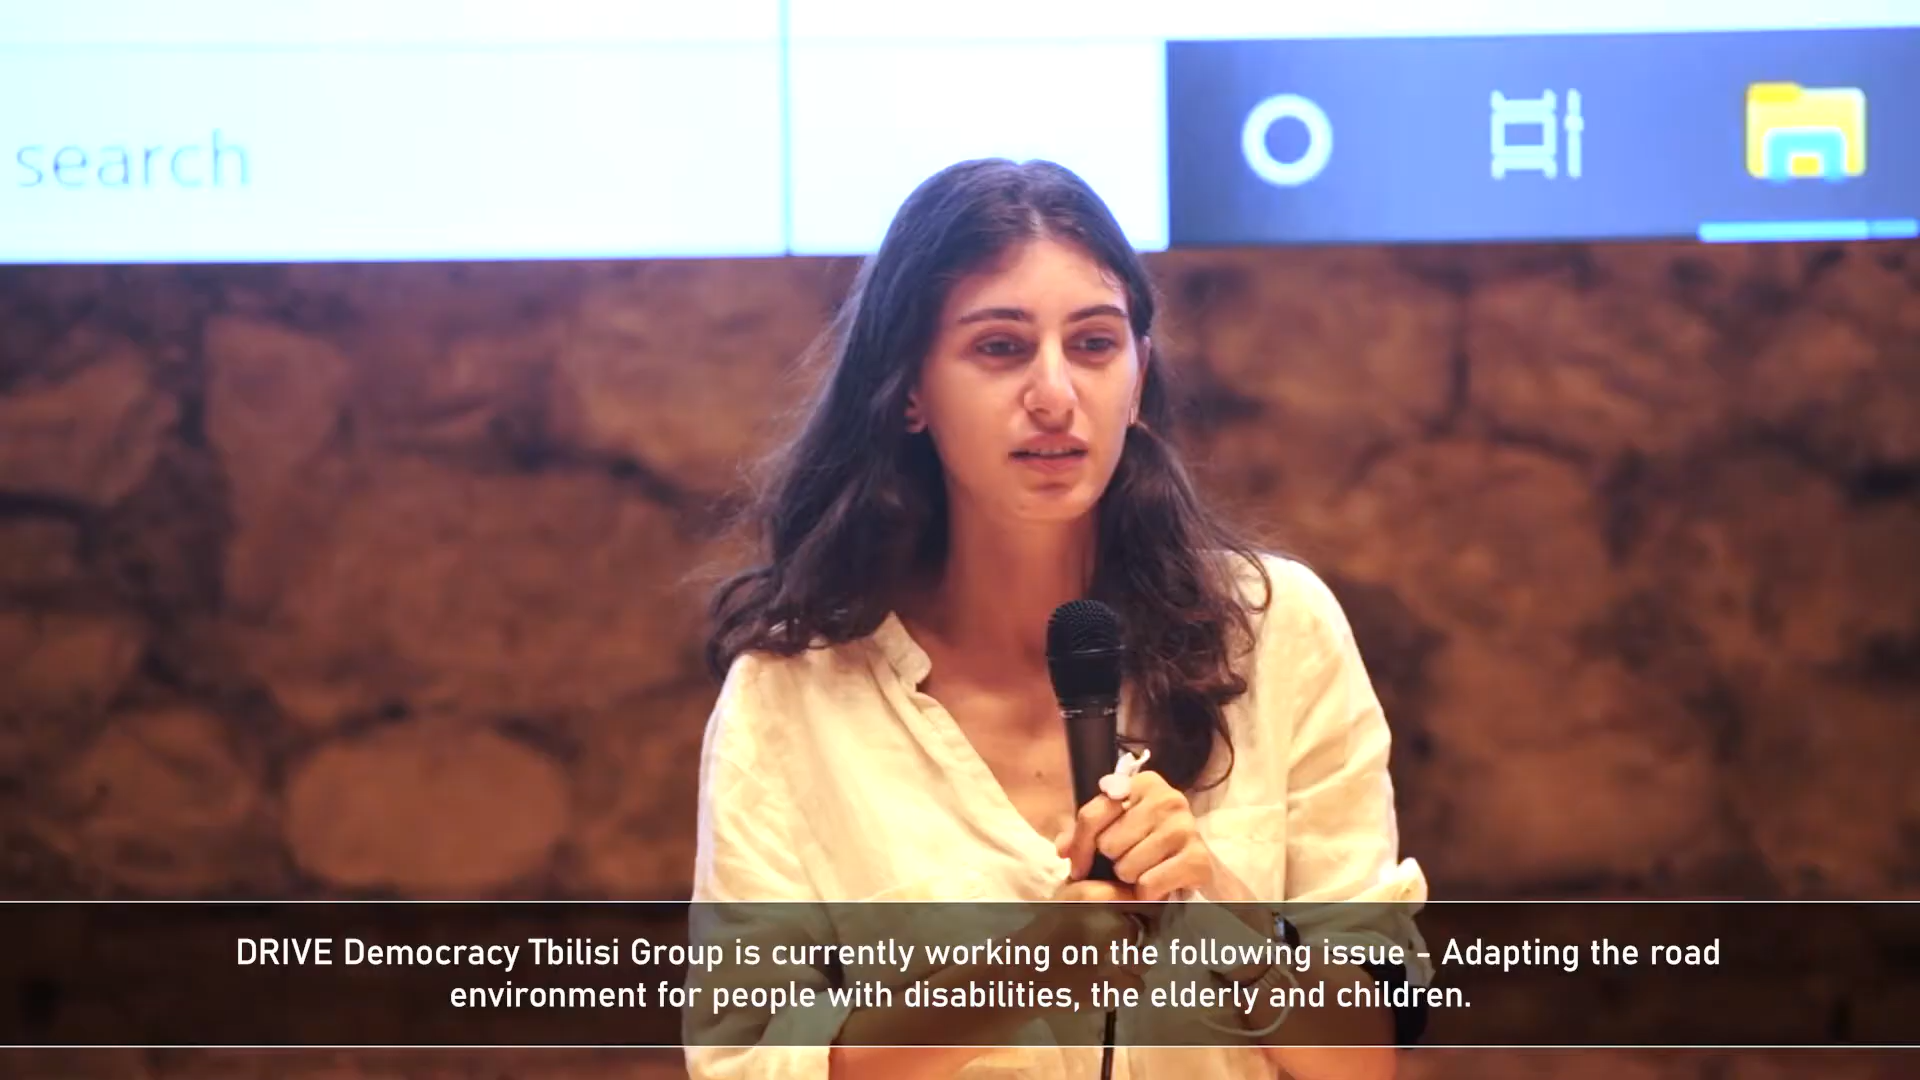 search
DRIVE Democracy Tbilisi Group is currently working on the following issue - Adapting the road
environment for people with disabilities, the elderly and children.